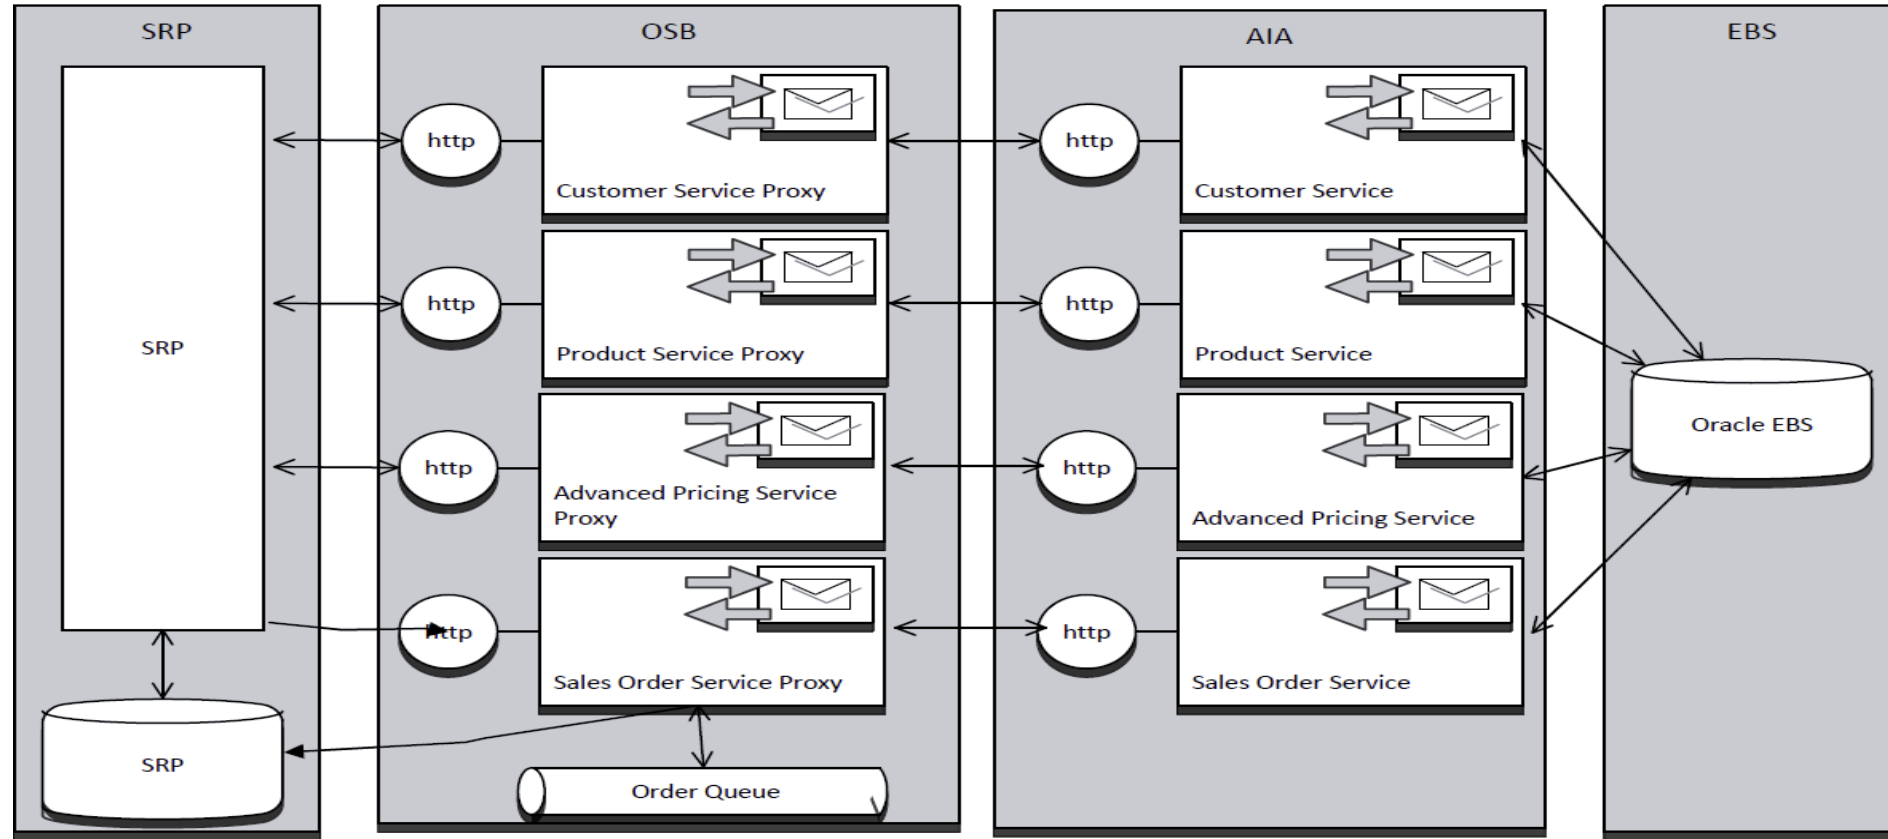 SRP
OSB
AIA
EBS
http
Customer Service Proxy
http
Customer Service
http
Product Service Proxy
http
Product Service
SRP
Oracle EBS
http
Advanced Pricing Service
Proxy
http
Advanced Pricing Service
http
Sales Order Service Proxy
http
Sales Order Service
SRP
Order Queue